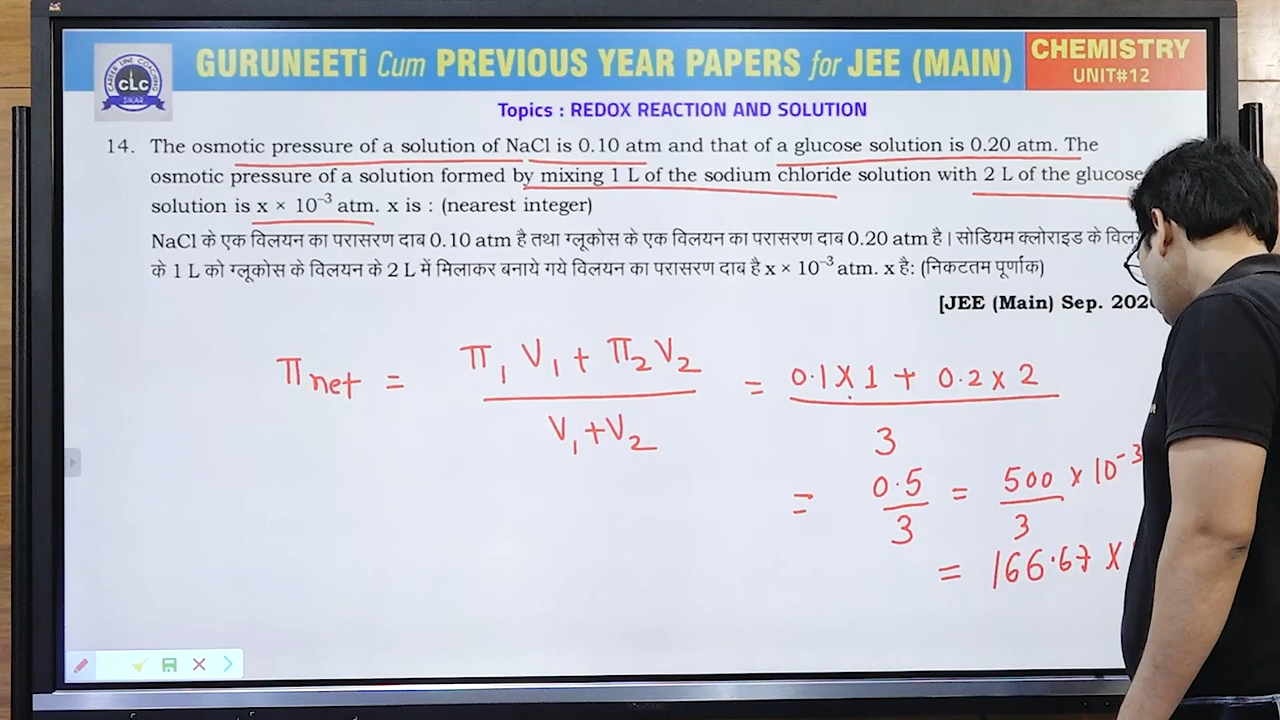 GURUNEETi Cum PREVIOUS YEAR PAPERS for JEE (MAIN)
CHEMISTRY
UNIT#12
CLC
SIKAR
Topics : REDOX REACTION AND SOLUTION
14. The osmotic pressure of a solution of NaCl is 0.10 atm and that of a glucose solution is 0.20 atm. The
osmotic pressure of a solution formed by mixing 1 L of the sodium chloride solution with 2 L of the glucose
solution is x × 10⁻³ atm. x is : (nearest integer)
NaCl के एक विलयन का परासरण दाब 0.10 atm है तथा ग्लूकोस के एक विलयन का परासरण दाब 0.20 atm है। सोडियम क्लोराइड के
के 1 L को ग्लूकोस के विलयन के 2 L में मिलाकर बनाये गये विलयन का परासरण दाब है x × 10⁻³ atm. x है: (निकटतम पूर्णांक)
[JEE (Main) Sep.
π net = π₁ V₁ + π₂ V₂ / V₁ + V₂ = 0.1 × 1 + 0.2 × 2 / 3
= 0.5 / 3 = 500 / 3 × 10⁻³
= 166.67 ×